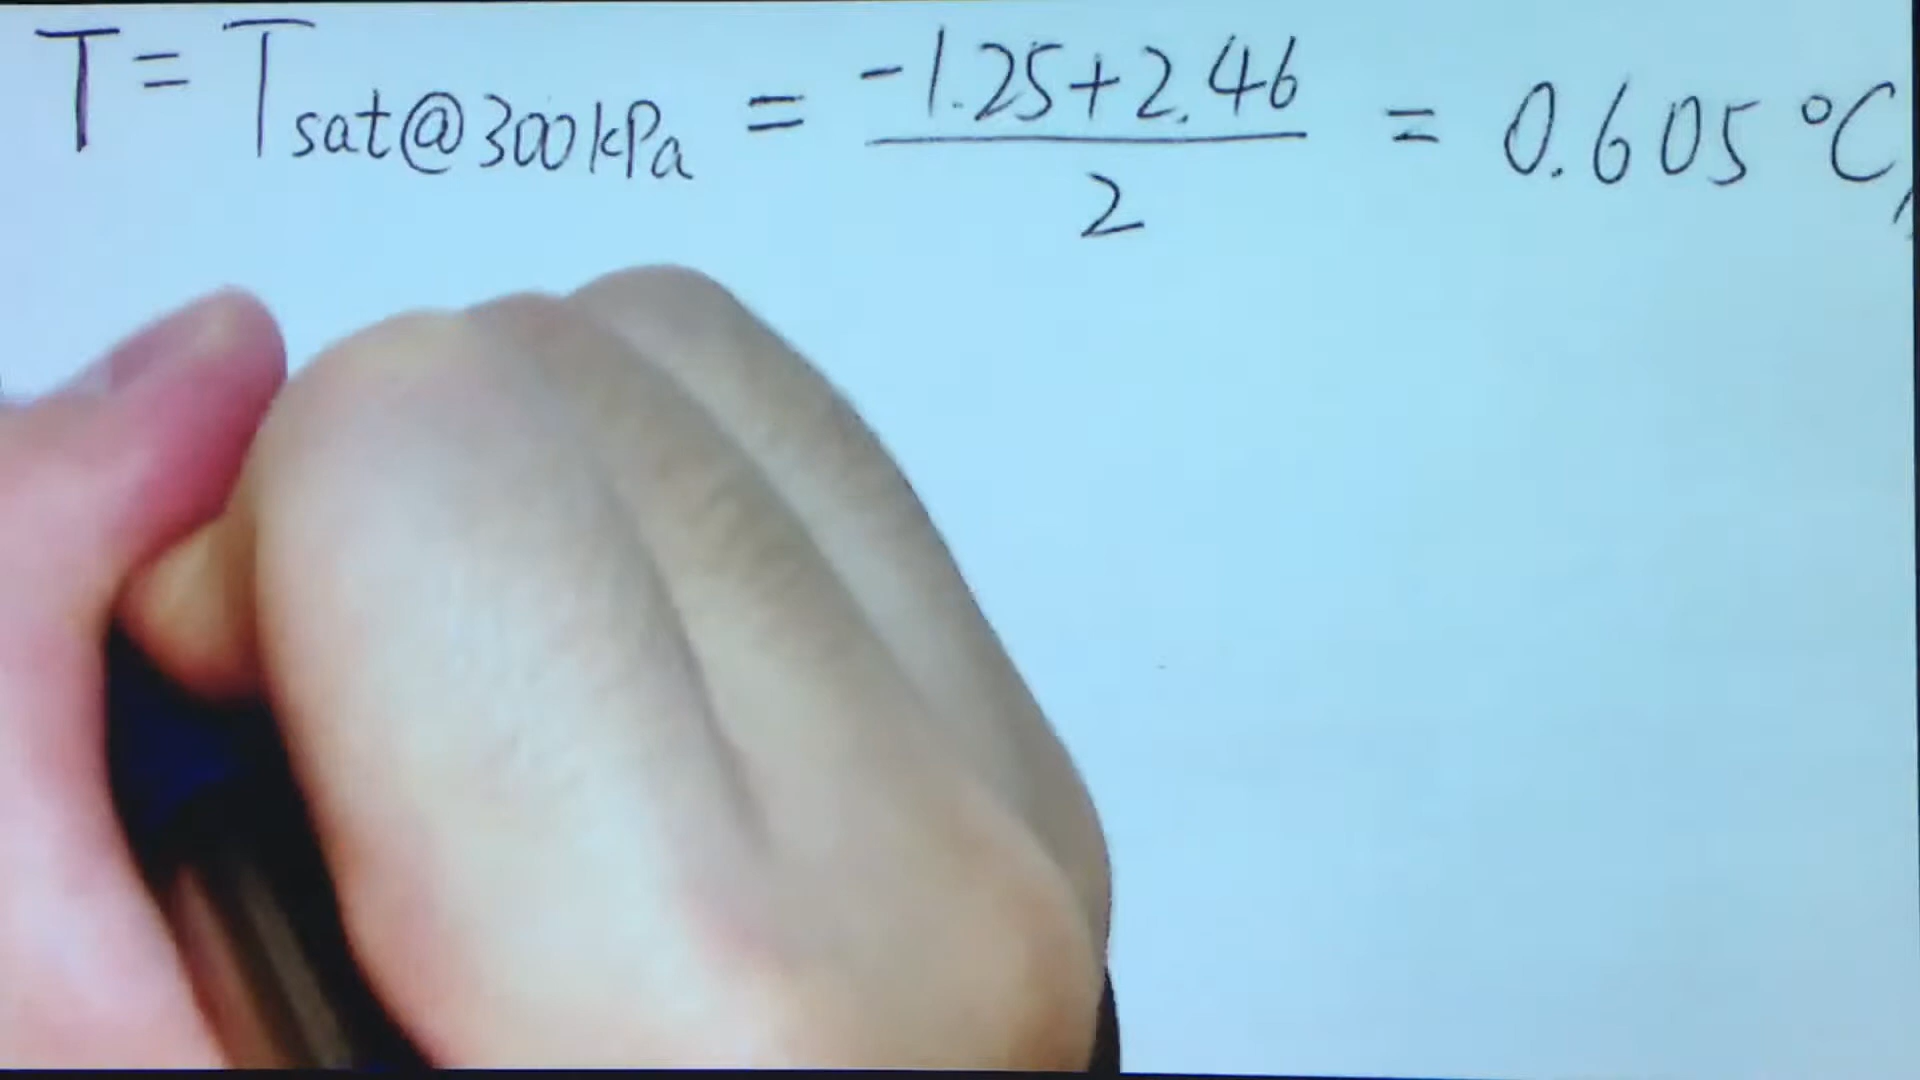 T = Tsat@300kPa = (-1.25+2.46)/2 = 0.605 °C,